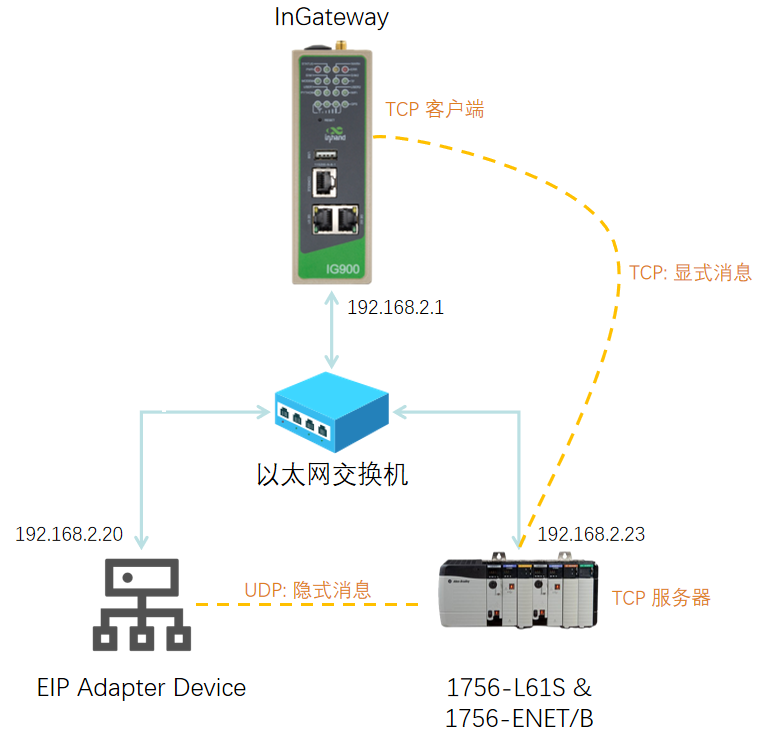 InGateway
TCP 客户端
inhand
IG900
TCP: 显式消息
192.168.2.1
以太网交换机
192.168.2.20
192.168.2.23
UDP: 隐式消息
TCP 服务器
EIP Adapter Device
1756-L61S &
1756-ENET/B